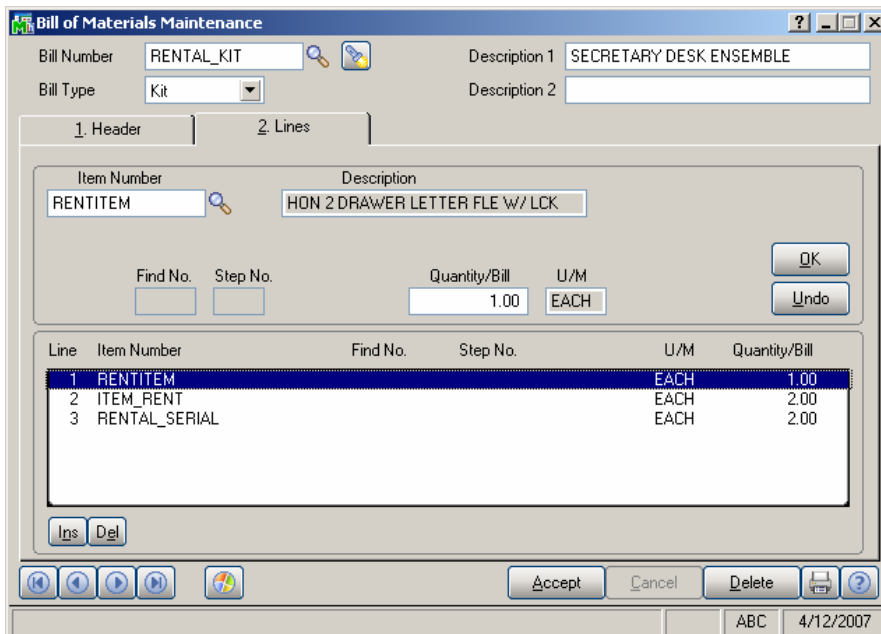 Bill of Materials Maintenance
Bill Number RENTAL_KIT Description 1 SECRETARY DESK ENSEMBLE
Bill Type Kit Description 2
1. Header 2. Lines
Item Number Description
RENTITEM HON 2 DRAWER LETTER FLE W/ LCK
OK
Find No. Step No. Quantity/Bill U/M
1.00 EACH Undo
Line Item Number Find No. Step No. U/M Quantity/Bill
1 RENTITEM EACH 1.00
2 ITEM_RENT EACH 2.00
3 RENTAL_SERIAL EACH 2.00
Ins Del
Accept Cancel Delete
ABC 4/12/2007